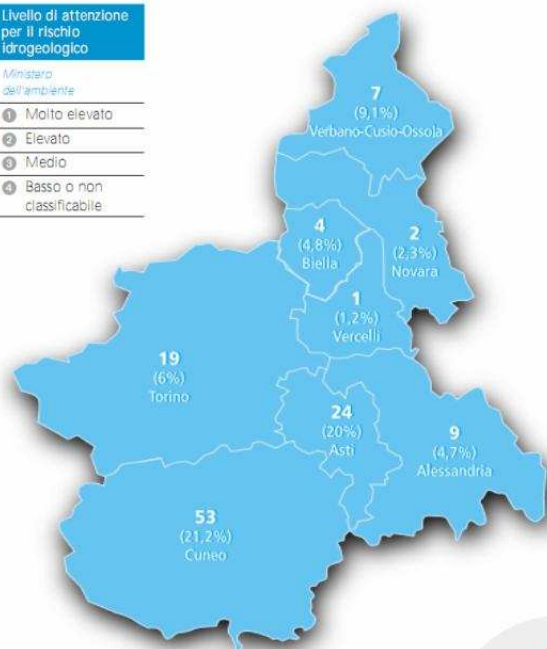 Livello di attenzione
per il rischio
idrogeologico
Ministero
dell'ambiente
1 Molto elevato
2 Elevato
3 Medio
4 Basso o non
classificabile
7
(9,1%)
Verbano-Cusio-Ossola
4
(4,8%)
Biella
2
(2,3%)
Novara
1
(1,2%)
Vercelli
19
(6%)
Torino
24
(20%)
Asti
9
(4,7%)
Alessandria
53
(21,2%)
Cuneo